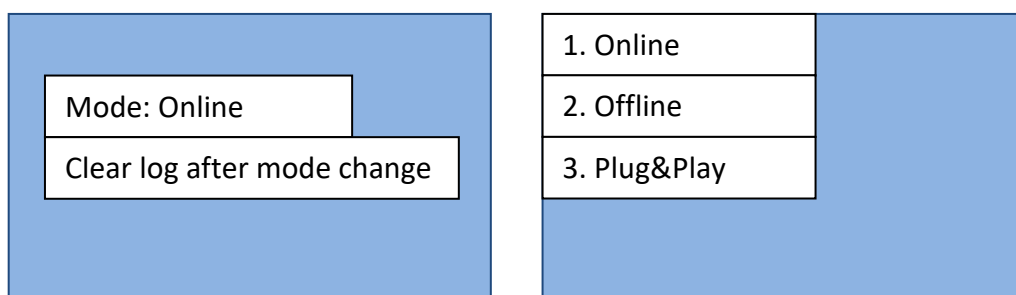 Mode: Online
Clear log after mode change
1. Online
2. Offline
3. Plug&Play